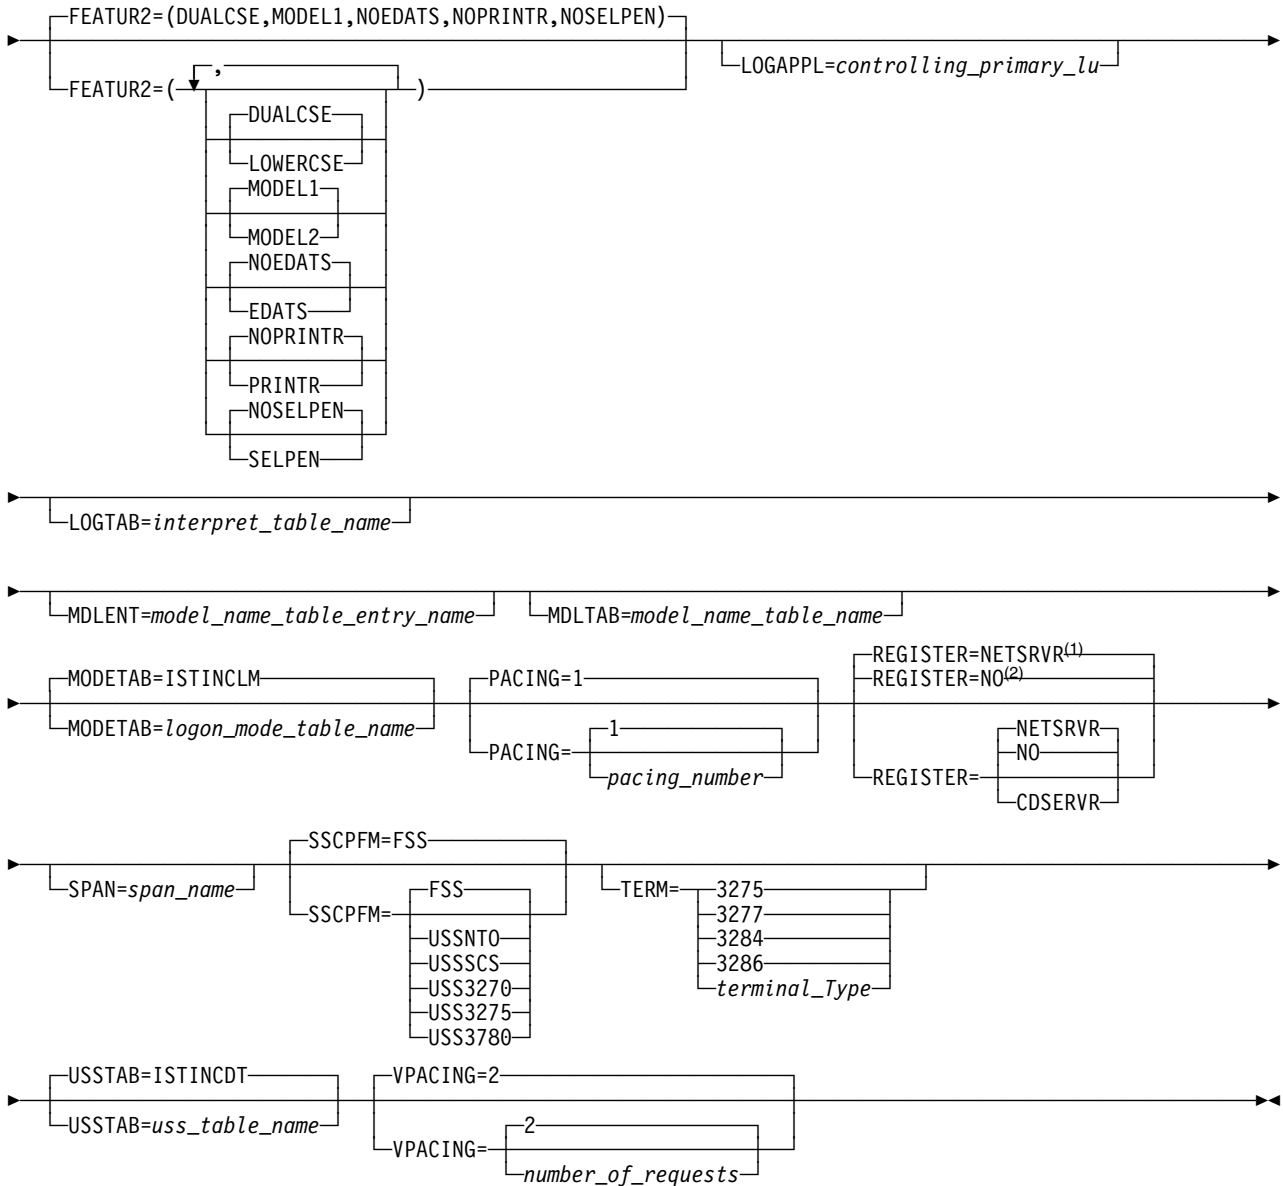 FEATUR2=(DUALCSE,MODEL1,NOEDATS,NOPRINTR,NOSELPEN)
LOGAPPL=controlling_primary_lu
,
FEATUR2=( )
DUALCSE
LOWERCSE
MODEL1
MODEL2
NOEDATS
EDATS
NOPRINTR
PRINTR
NOSELPEN
SELPEN
LOGTAB=interpret_table_name
MDLENT=model_name_table_entry_name
MDLTAB=model_name_table_name
MODETAB=ISTINCLM
MODETAB=logon_mode_table_name
PACING=1
PACING=
1
pacing_number
REGISTER=NETSRVR(1)
REGISTER=NO(2)
REGISTER=
NETSRVR
NO
CDSERVR
SPAN=span_name
SSCPFM=FSS
SSCPFM=
FSS
USSNTO
USSSCS
USS3270
USS3275
USS3780
TERM=
3275
3277
3284
3286
terminal_Type
USSTAB=ISTINCDT
USSTAB=uss_table_name
VPACING=2
VPACING=
2
number_of_requests